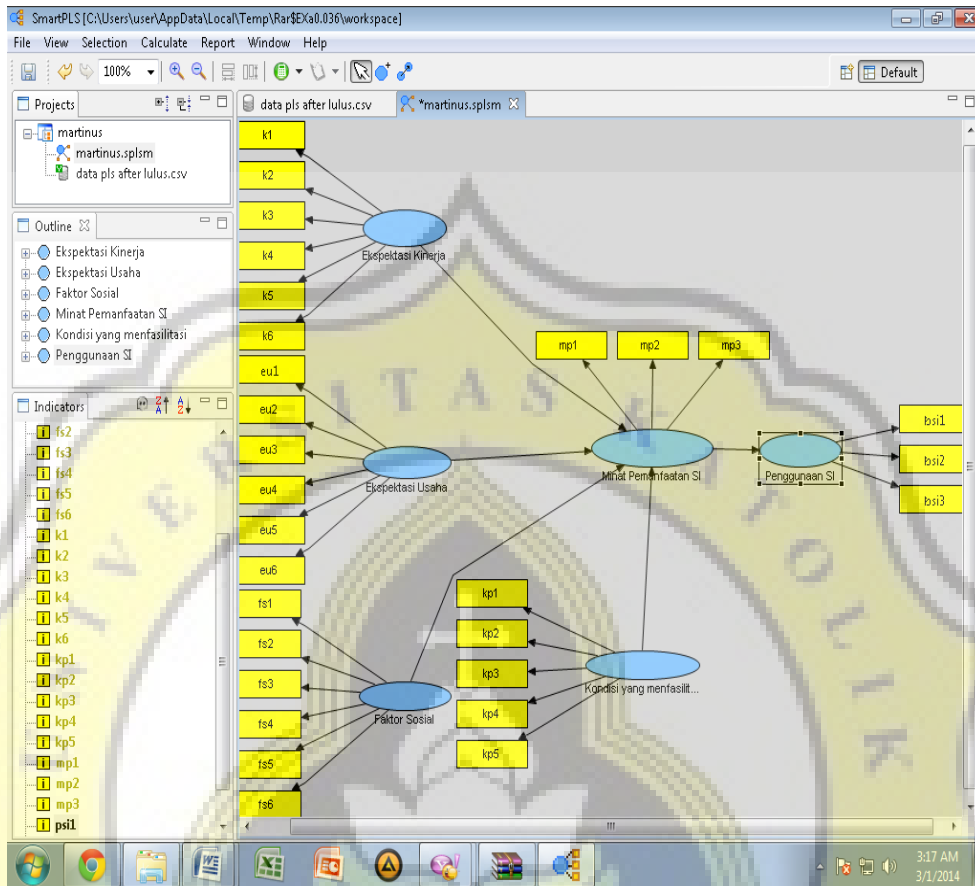 SmartPLS [C:\Users\user\AppData\Local\Temp\Rar$EXa0.036\workspace]
File View Selection Calculate Report Window Help
100%
Default
Projects
martinus
martinus.splsm
data pls after lulus.csv
Outline
Ekspektasi Kinerja
Ekspektasi Usaha
Faktor Sosial
Minat Pemanfaatan SI
Kondisi yang menfasilitasi
Penggunaan SI
Indicators
fs2
fs3
fs4
fs5
fs6
k1
k2
k3
k4
k5
k6
kp1
kp2
kp3
kp4
kp5
mp1
mp2
mp3
psi1
data pls after lulus.csv
*martinus.splsm
k1
k2
k3
k4
k5
k6
Ekspektasi Kinerja
eu1
eu2
eu3
eu4
eu5
eu6
Ekspektasi Usaha
fs1
fs2
fs3
fs4
fs5
fs6
Faktor Sosial
mp1 mp2 mp3
Minat Pemanfaatan SI
kp1
kp2
kp3
kp4
kp5
Kondisi yang menfasilit...
Penggunaan SI
bsi1
bsi2
bsi3
3:17 AM
3/1/2014